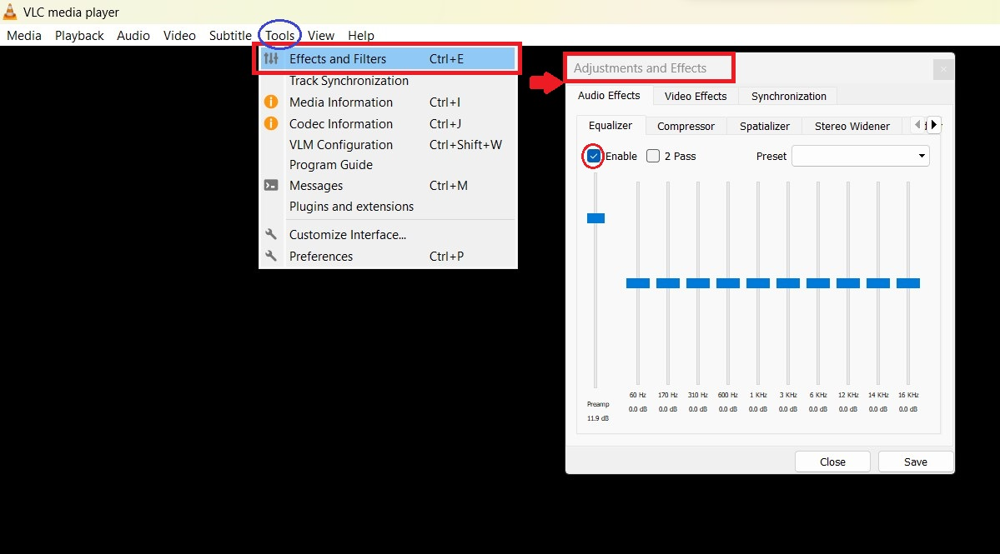 VLC media player
Media Playback Audio Video Subtitle Tools View Help
Effects and Filters Ctrl+E
Track Synchronization
Media Information Ctrl+I
Codec Information Ctrl+J
VLM Configuration Ctrl+Shift+W
Program Guide
Messages Ctrl+M
Plugins and extensions
Customize Interface...
Preferences Ctrl+P
Adjustments and Effects
Audio Effects Video Effects Synchronization
Equalizer Compressor Spatializer Stereo Widener
Enable 2 Pass Preset
60 Hz 170 Hz 310 Hz 600 Hz 1 KHz 3 KHz 6 KHz 12 KHz 14 KHz 16 KHz
Preamp
0.0 dB 0.0 dB 0.0 dB 0.0 dB 0.0 dB 0.0 dB 0.0 dB 0.0 dB 0.0 dB 0.0 dB
11.9 dB
Close Save